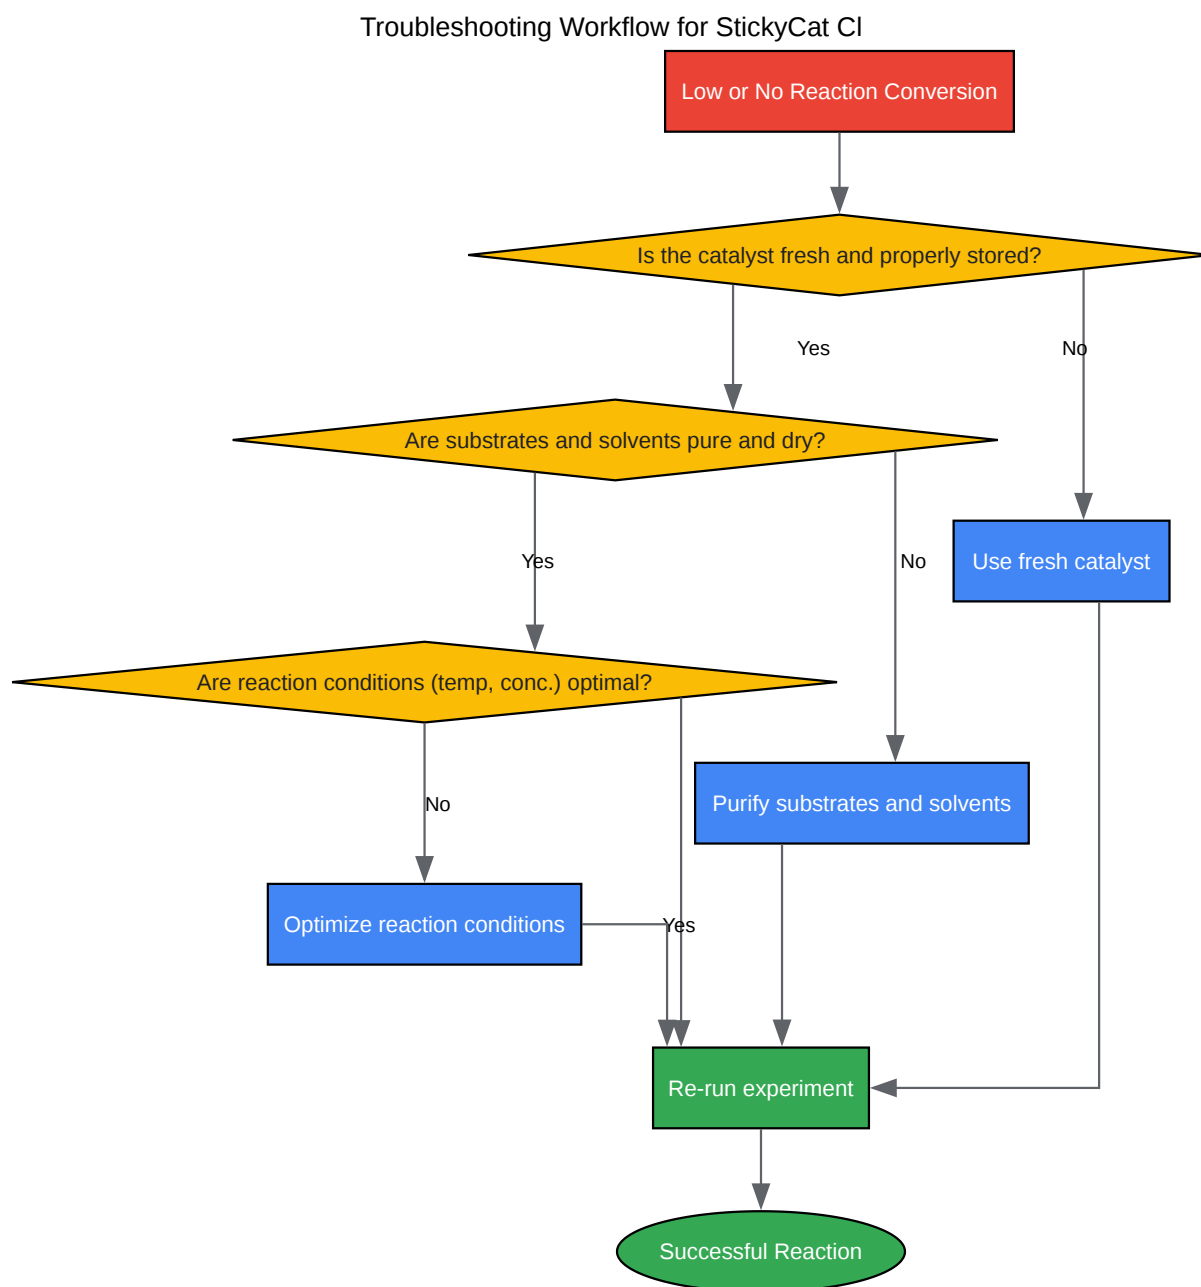 Troubleshooting Workflow for StickyCat Cl
Low or No Reaction Conversion
Is the catalyst fresh and properly stored?
Yes
No
Are substrates and solvents pure and dry?
Yes
No
Use fresh catalyst
Are reaction conditions (temp, conc.) optimal?
No
Purify substrates and solvents
Optimize reaction conditions
Yes
Re-run experiment
Successful Reaction